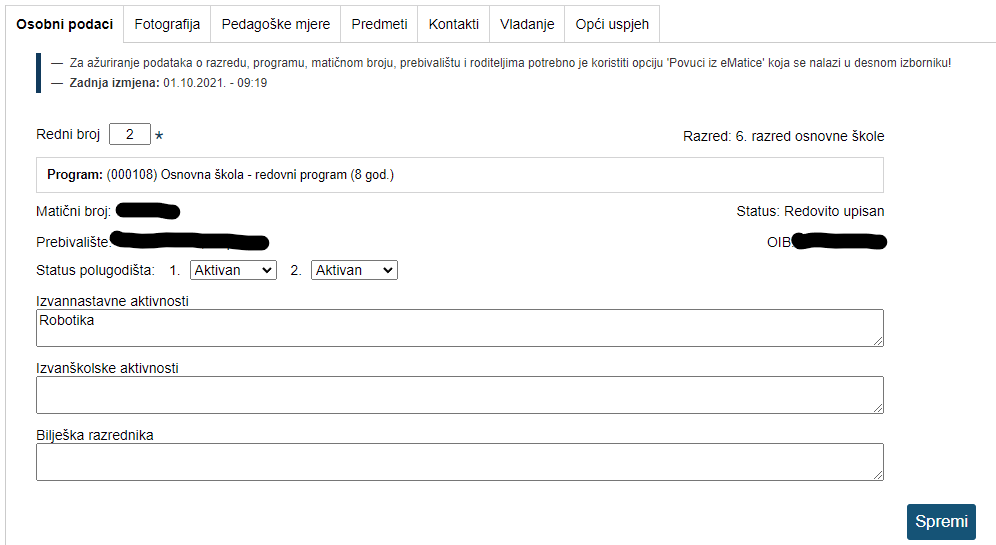 Osobni podaci Fotografija Pedagoške mjere Predmeti Kontakti Vladanje Opći uspjeh
— Za ažuriranje podataka o razredu, programu, matičnom broju, prebivalištu i roditeljima potrebno je koristiti opciju 'Povuci iz eMatice' koja se nalazi u desnom izborniku!
— Zadnja izmjena: 01.10.2021. - 09:19
Redni broj 2 * Razred: 6. razred osnovne škole
Program: (000108) Osnovna škola - redovni program (8 god.)
Matični broj: Status: Redovito upisan
Prebivalište: OIB
Status polugodišta: 1. Aktivan 2. Aktivan
Izvannastavne aktivnosti
Robotika
Izvanškolske aktivnosti
Bilješka razrednika
Spremi